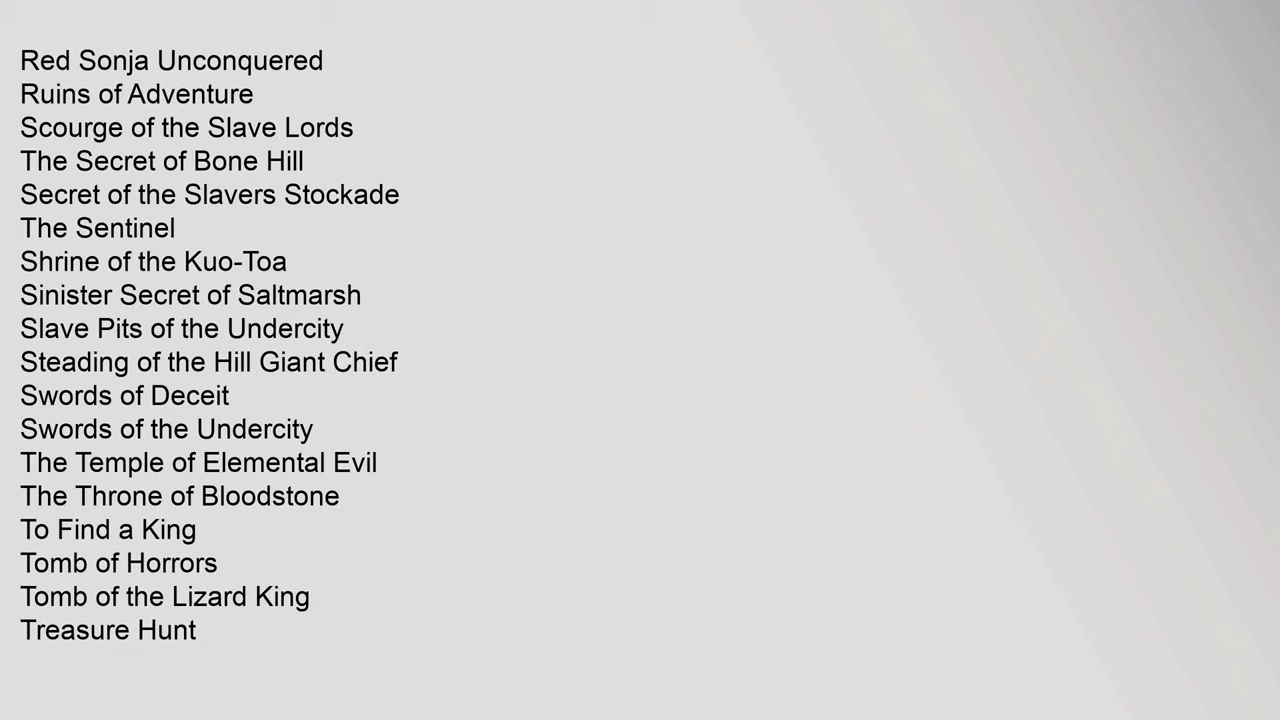 Red Sonja Unconquered
Ruins of Adventure
Scourge of the Slave Lords
The Secret of Bone Hill
Secret of the Slavers Stockade
The Sentinel
Shrine of the Kuo-Toa
Sinister Secret of Saltmarsh
Slave Pits of the Undercity
Steading of the Hill Giant Chief
Swords of Deceit
Swords of the Undercity
The Temple of Elemental Evil
The Throne of Bloodstone
To Find a King
Tomb of Horrors
Tomb of the Lizard King
Treasure Hunt